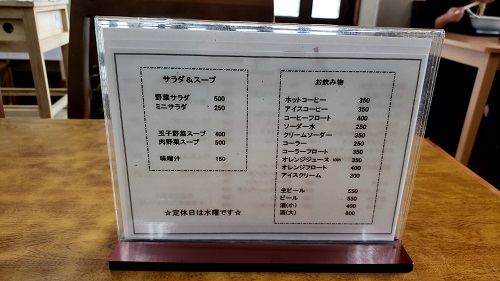 サラダ&スープ
野菜サラダ 500
ミニサラダ 250
玉子野菜スープ 400
肉野菜スープ 500
味噌汁 150
お飲み物
ホットコーヒー 350
アイスコーヒー 350
コーヒーフロート 400
ソーダー水 250
クリームソーダー 350
コーラー 250
コーラーフロート 350
オレンジジュース 100% 350
オレンジフロート 400
アイスクリーム 300
生ビール 550
ビール 550
酒(小) 400
酒(大) 800
☆定休日は水曜です☆